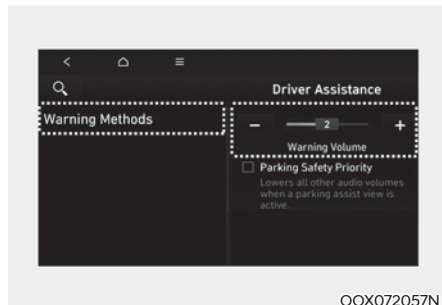 Driver Assistance
Warning Methods
2
Warning Volume
Parking Safety Priority
Lowers all other audio volumes
when a parking assist view is
active.
OOX072057N